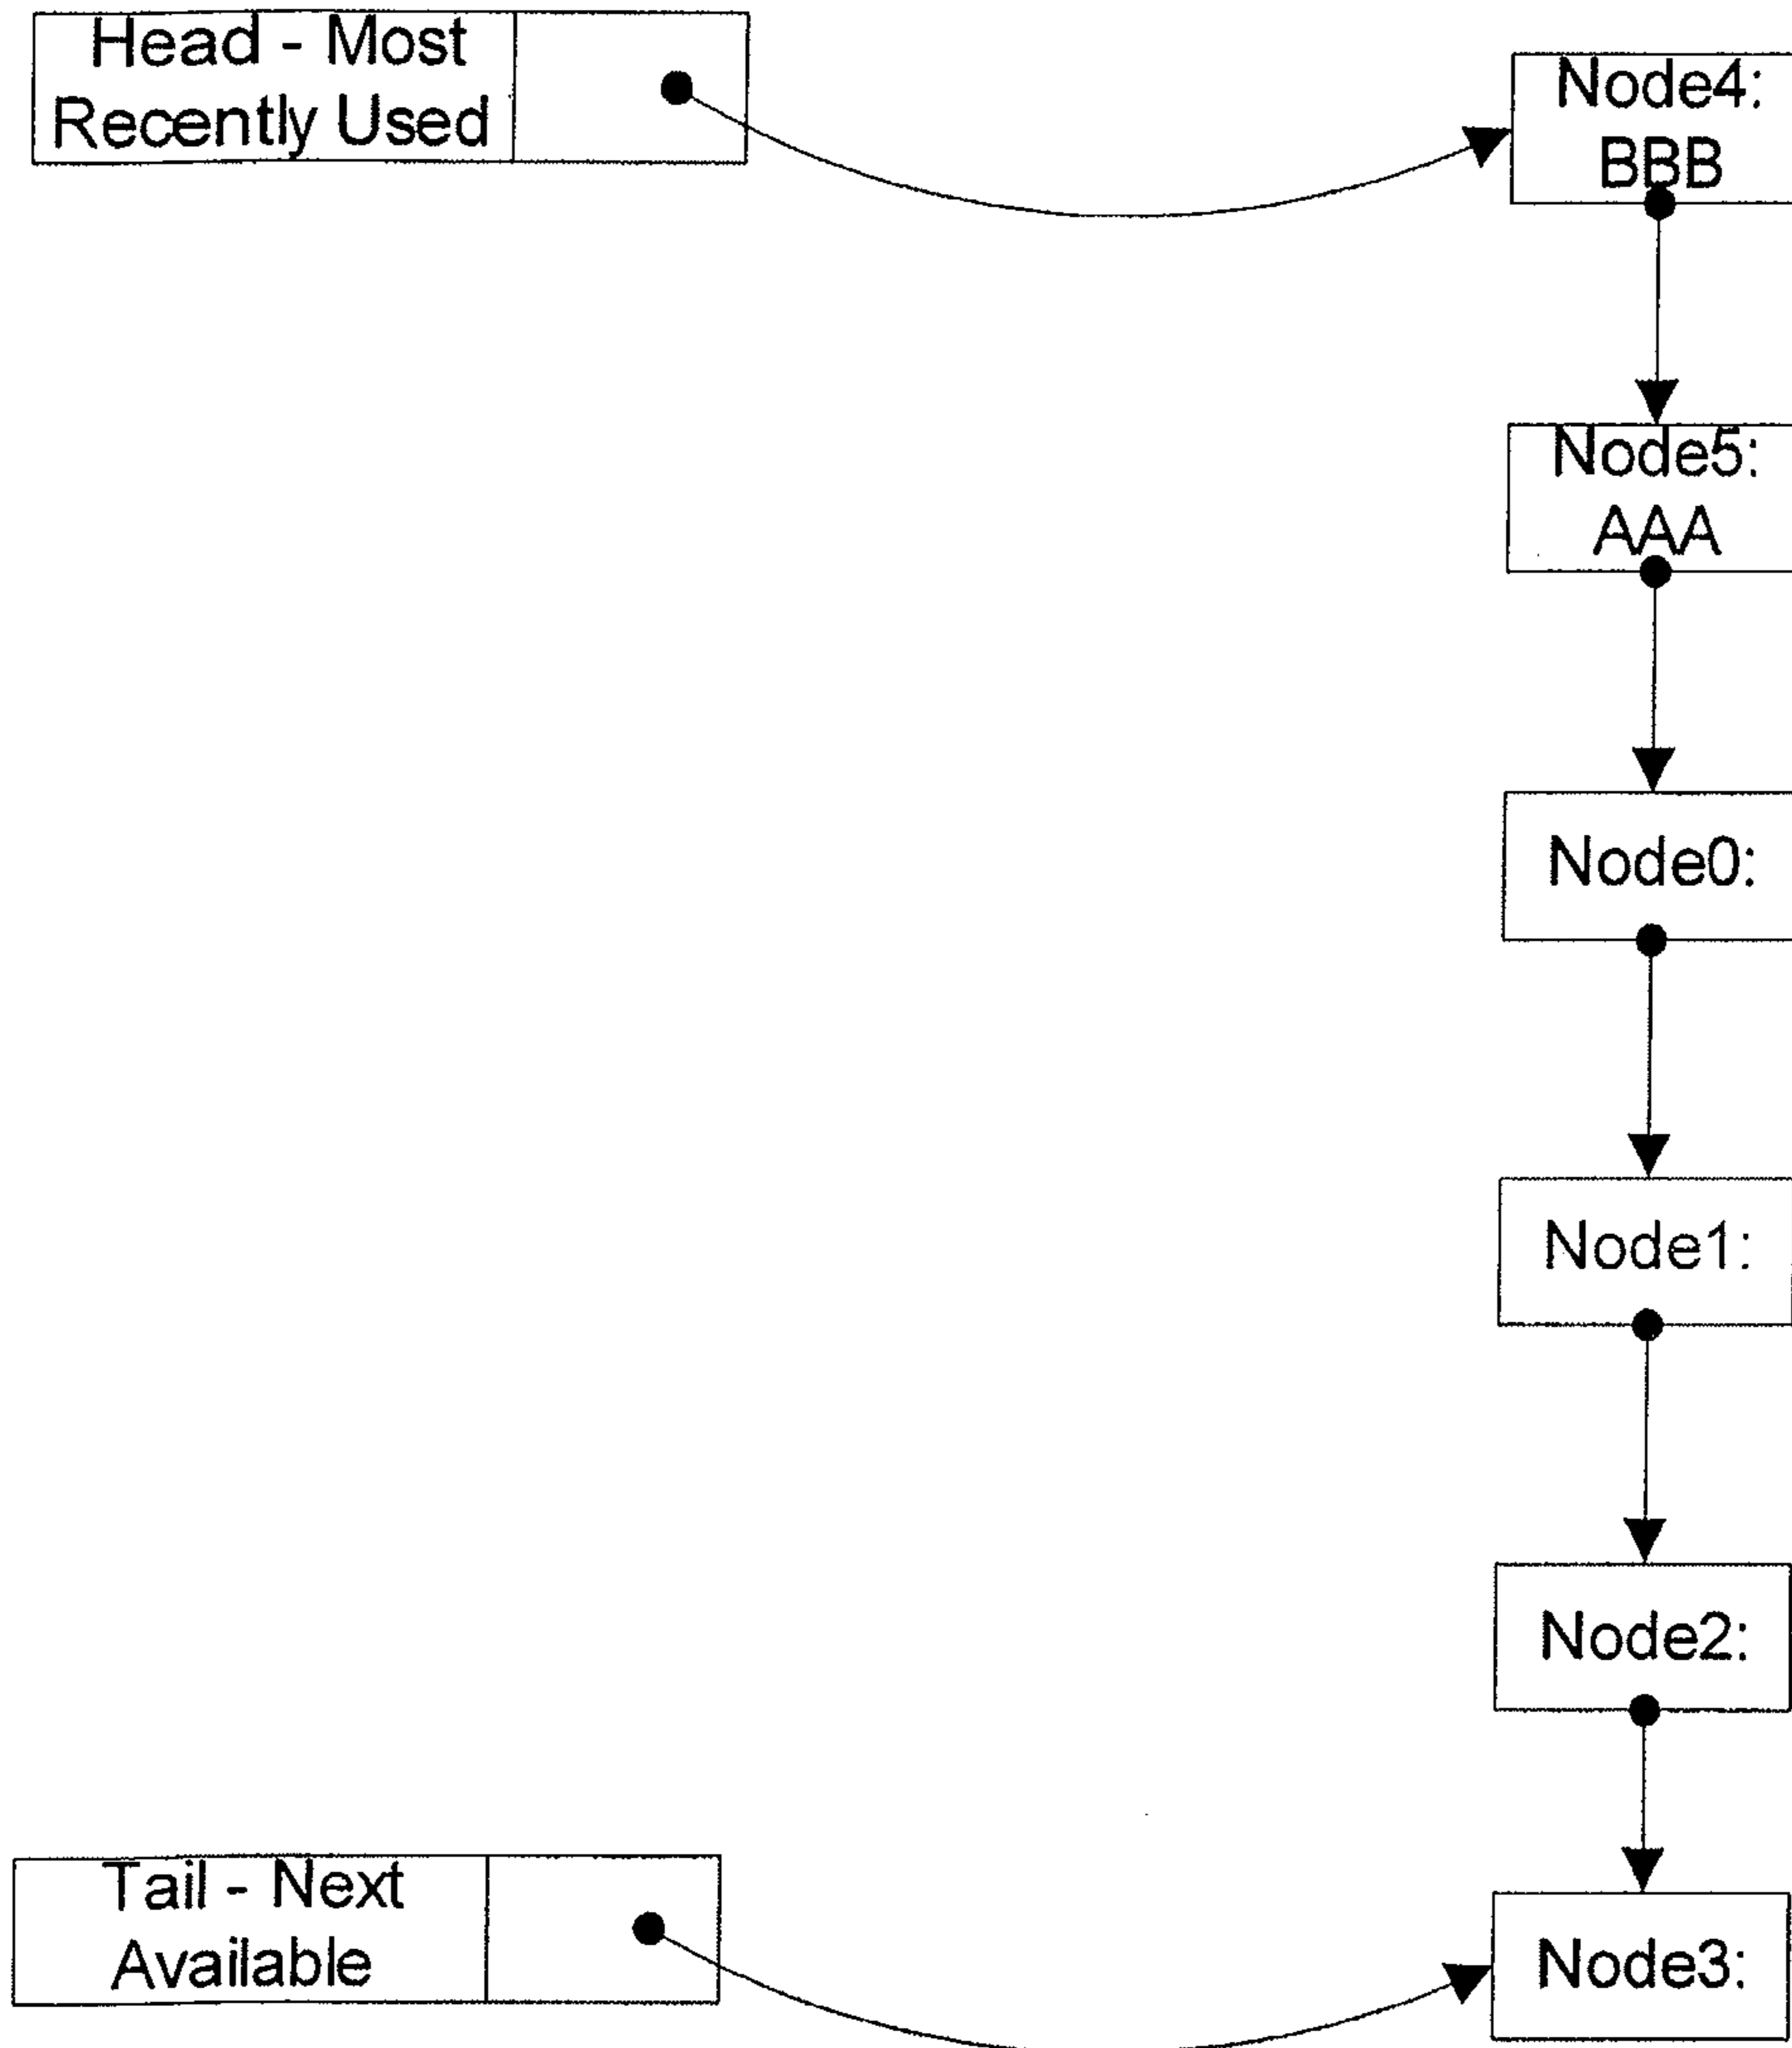 Head - Most
Recently Used
Node4:
BBB
Node5:
AAA
Node0:
Node1:
Node2:
Tail - Next
Available
Node3: